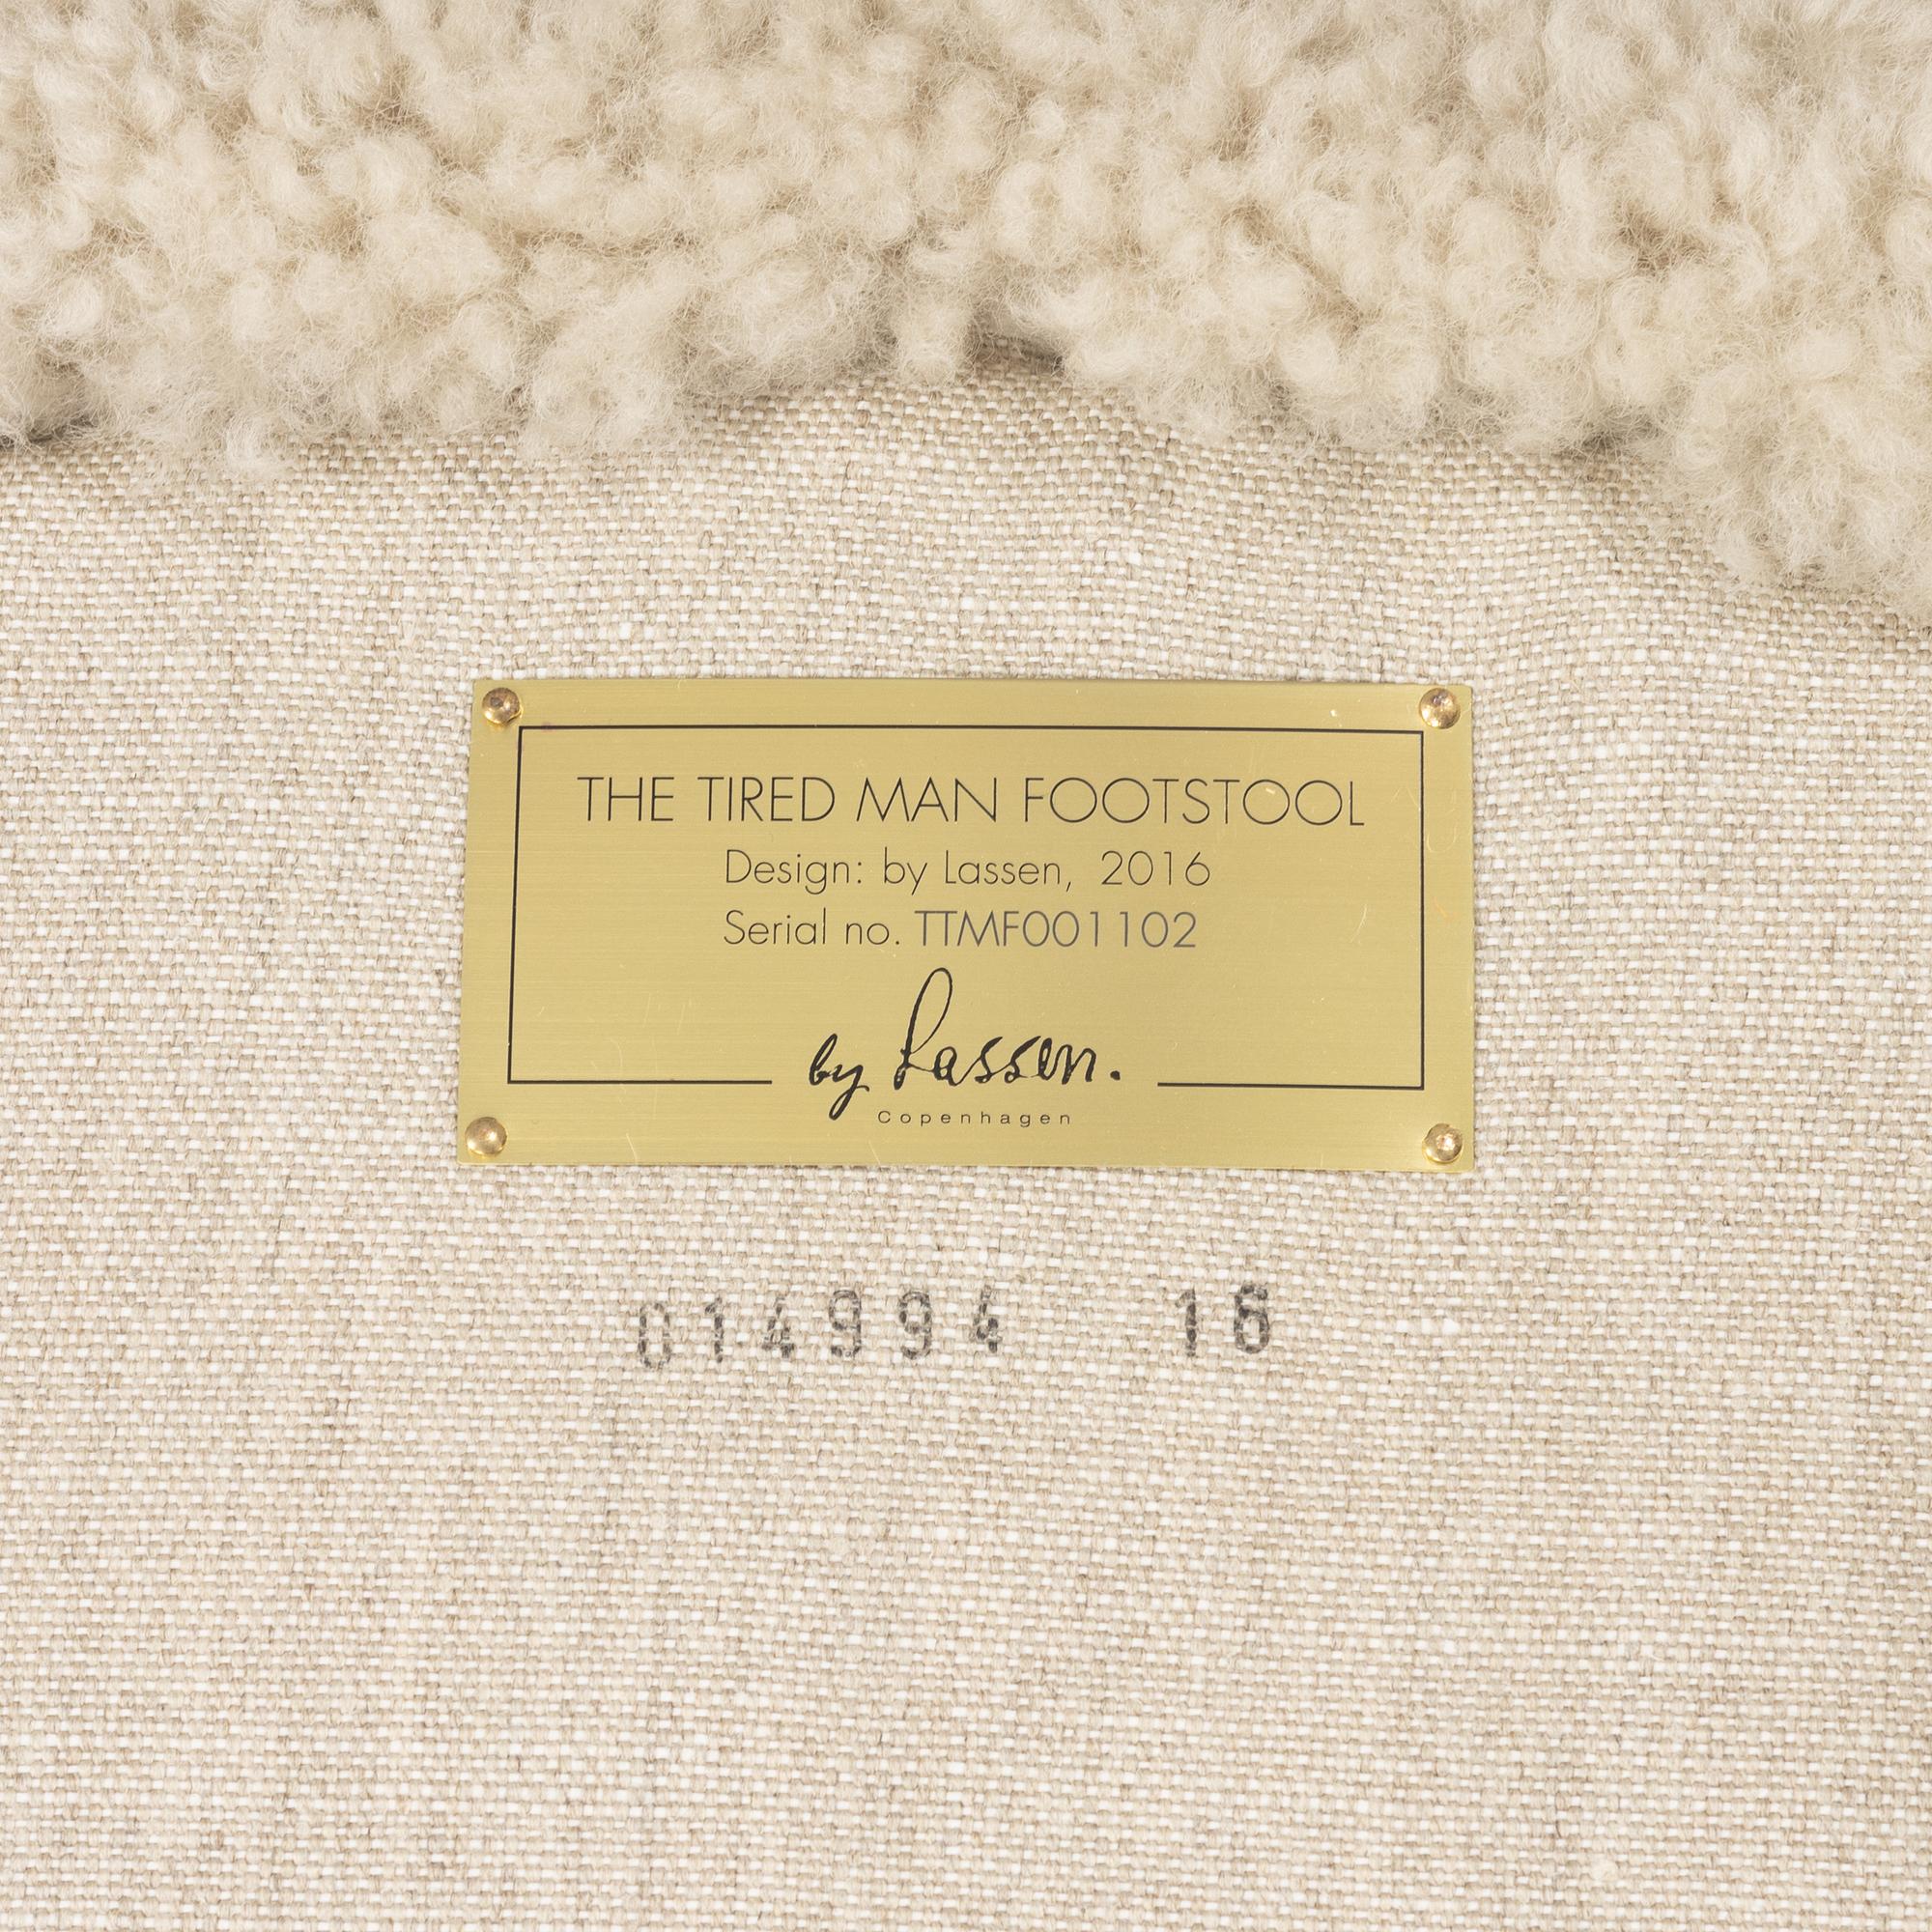 THE TIRED MAN FOOTSTOOL
Design: by Lassen, 2016
Serial no. TTMF001102
by Lassen.
Copenhagen
014994 16